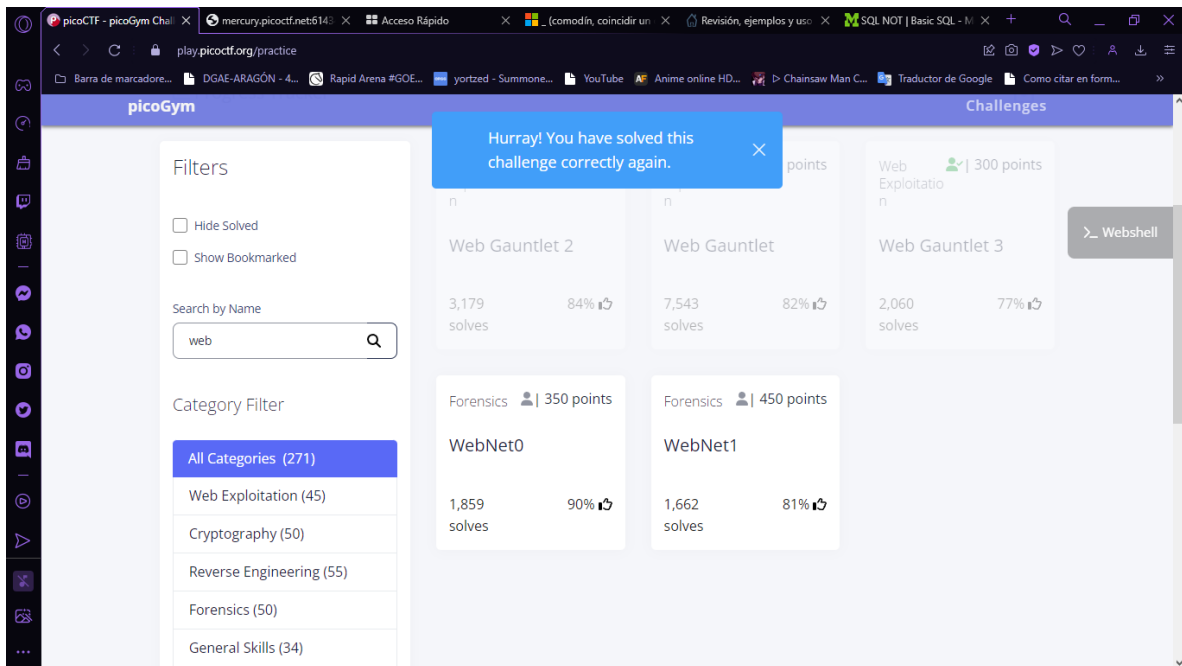 picoCTF - picoGym Chall
mercury.picoctf.net:6143
Acceso Rápido
_ (comodín, coincidir un
Revisión, ejemplos y uso
SQL NOT | Basic SQL - M
play.picoctf.org/practice
Barra de marcadore...
DGAE-ARAGÓN - 4...
Rapid Arena #GOE...
yortzed - Summone...
YouTube
AF Anime online HD...
Chainsaw Man C...
Traductor de Google
Como citar en form...
picoGym
Challenges
Hurray! You have solved this
challenge correctly again.
Filters
Hide Solved
Show Bookmarked
Search by Name
web
Category Filter
All Categories (271)
Web Exploitation (45)
Cryptography (50)
Reverse Engineering (55)
Forensics (50)
General Skills (34)
n
Web Gauntlet 2
3,179
solves
84%
points
n
Web Gauntlet
7,543
solves
82%
Web
Exploitatio
n
| 300 points
Web Gauntlet 3
2,060
solves
77%
>_ Webshell
Forensics
| 350 points
WebNet0
1,859
solves
90%
Forensics
| 450 points
WebNet1
1,662
solves
81%